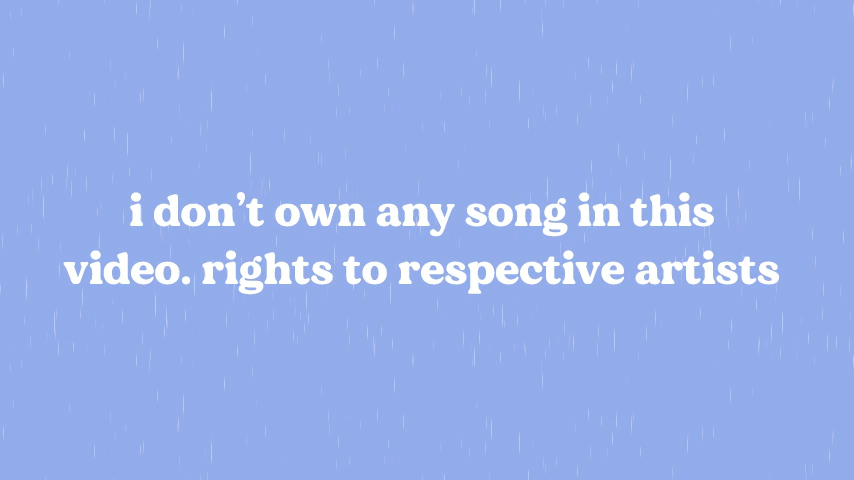 i don’t own any song in this
video. rights to respective artists